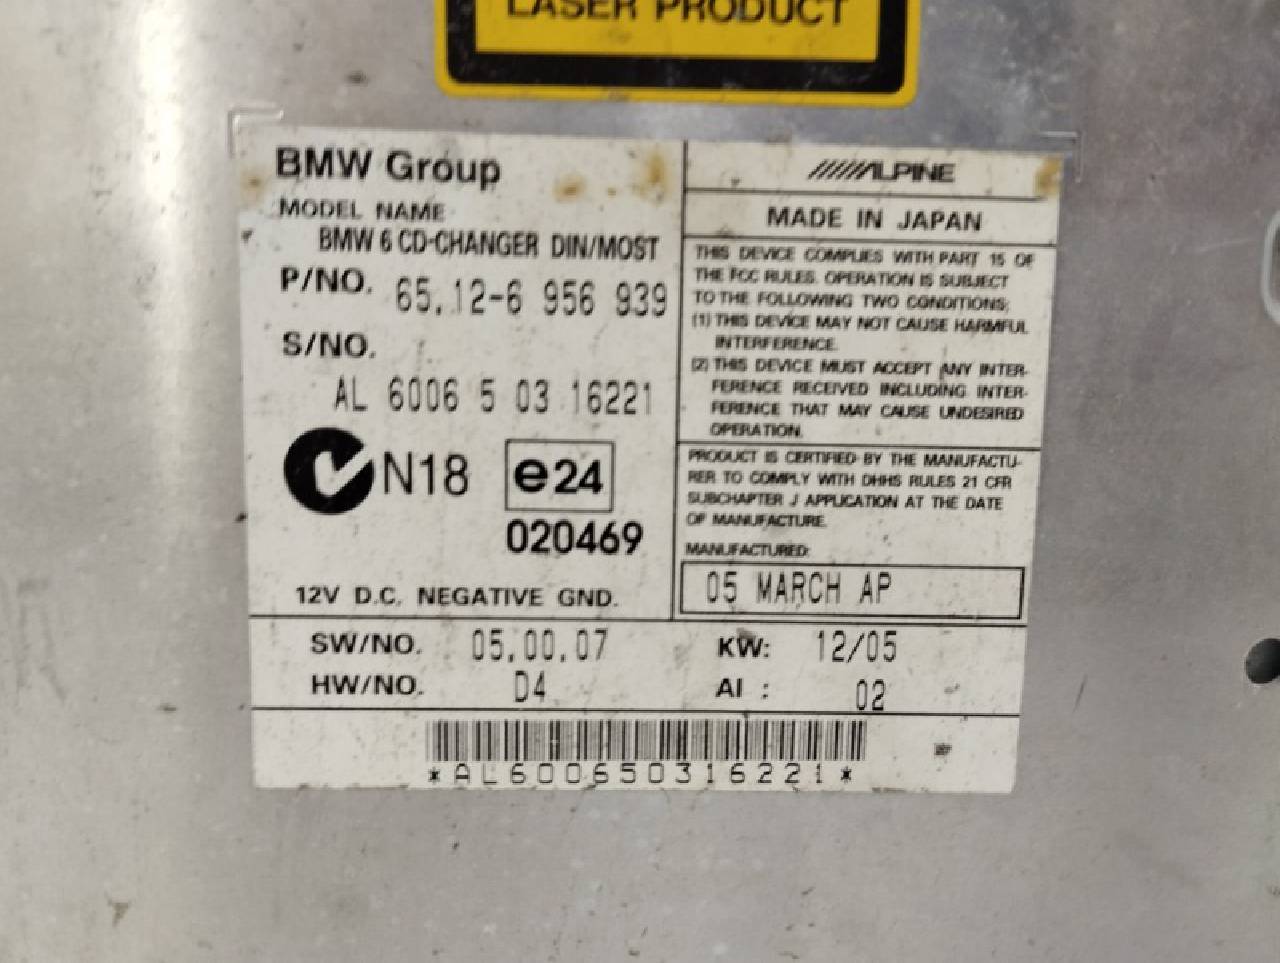 LASER PRODUCT
BMW Group
MODEL NAME
BMW 6 CD-CHANGER DIN/MOST
P/NO. 65.12-6 956 939
S/NO.
AL 6006 5 03 16221
N18 e24
020469
12V D.C. NEGATIVE GND.
ALPINE
MADE IN JAPAN
THIS DEVICE COMPLIES WITH PART 15 OF
THE FCC RULES. OPERATION IS SUBJECT
TO THE FOLLOWING TWO CONDITIONS:
(1) THIS DEVICE MAY NOT CAUSE HARMFUL
INTERFERENCE.
(2) THIS DEVICE MUST ACCEPT ANY INTER-
FERENCE RECEIVED INCLUDING INTER-
FERENCE THAT MAY CAUSE UNDESIRED
OPERATION.
PRODUCT IS CERTIFIED BY THE MANUFACTU-
RER TO COMPLY WITH DHHS RULES 21 CFR
SUBCHAPTER J APPLICATION AT THE DATE
OF MANUFACTURE.
MANUFACTURED:
05 MARCH AP
SW/NO. 05.00.07 KW: 12/05
HW/NO. D4 AI : 02
*AL600650316221*